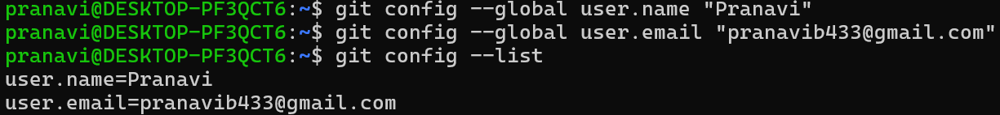 pranavi@DESKTOP-PF3QCT6:~$ git config --global user.name "Pranavi"
pranavi@DESKTOP-PF3QCT6:~$ git config --global user.email "pranavib433@gmail.com"
pranavi@DESKTOP-PF3QCT6:~$ git config --list
user.name=Pranavi
user.email=pranavib433@gmail.com